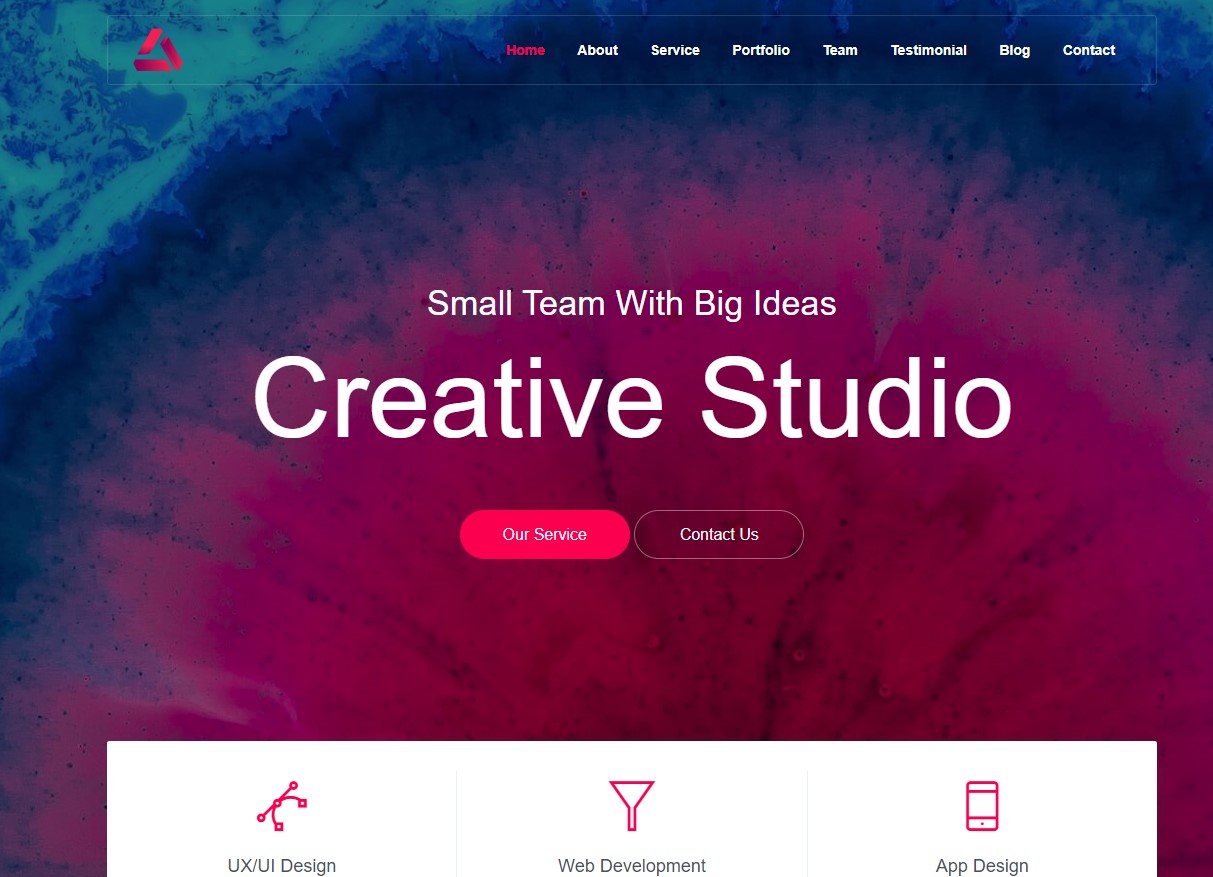 Home About Service Portfolio Team Testimonial Blog Contact
Small Team With Big Ideas
Creative Studio
Our Service Contact Us
UX/UI Design Web Development App Design